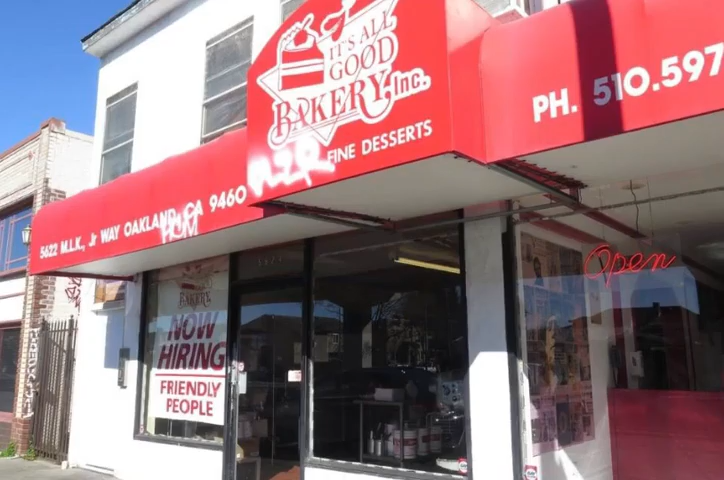 IT'S ALL
GOOD
BAKERY, Inc.
FINE DESSERTS
PH. 510.597
5622 M.L.K., Jr WAY OAKLAND, CA 9460
Open
BAKERY
NOW
HIRING
FRIENDLY
PEOPLE